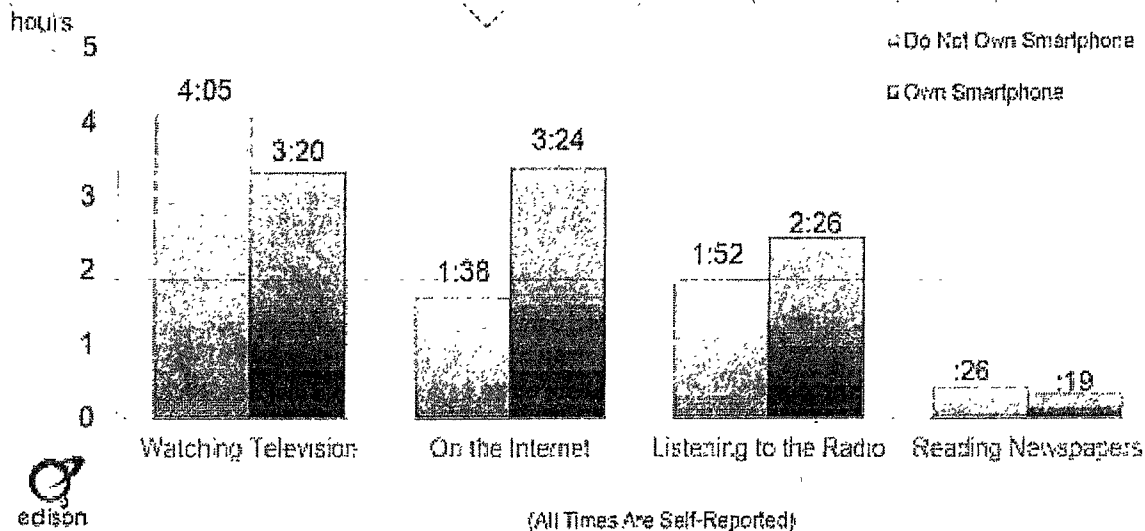 hours
5
Do Not Own Smartphone
Own Smartphone
4:05
4
3:20
3:24
3
2:26
1:52
1:38
2
1
:26
:19
0
Watching Television
On the Internet
Listening to the Radio
Reading Newspapers
edison
(All Times Are Self-Reported)